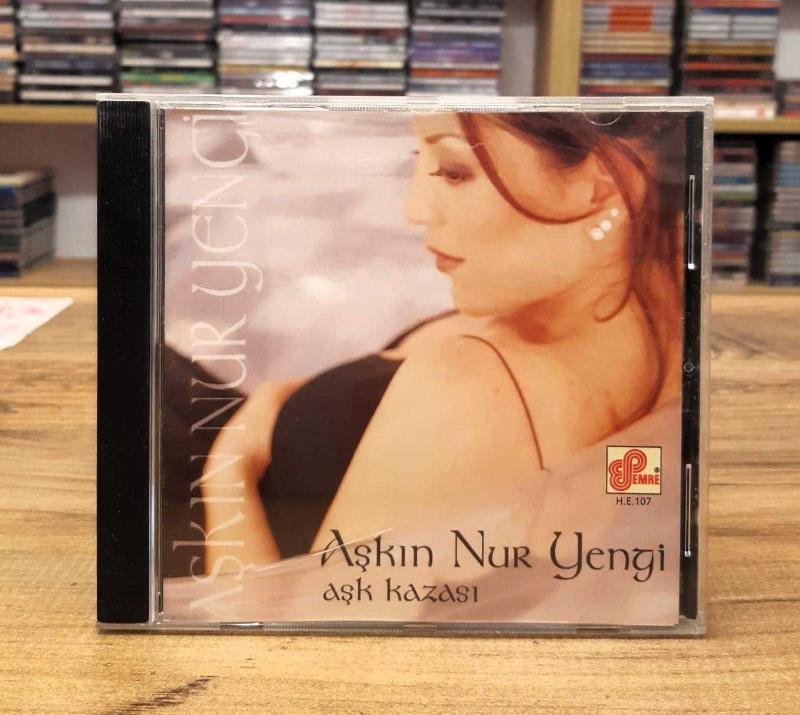 AŞKIN NUR YENGİ
EMRE ®
H.E.107
Aşkın Nur Yengi
aşk kazası